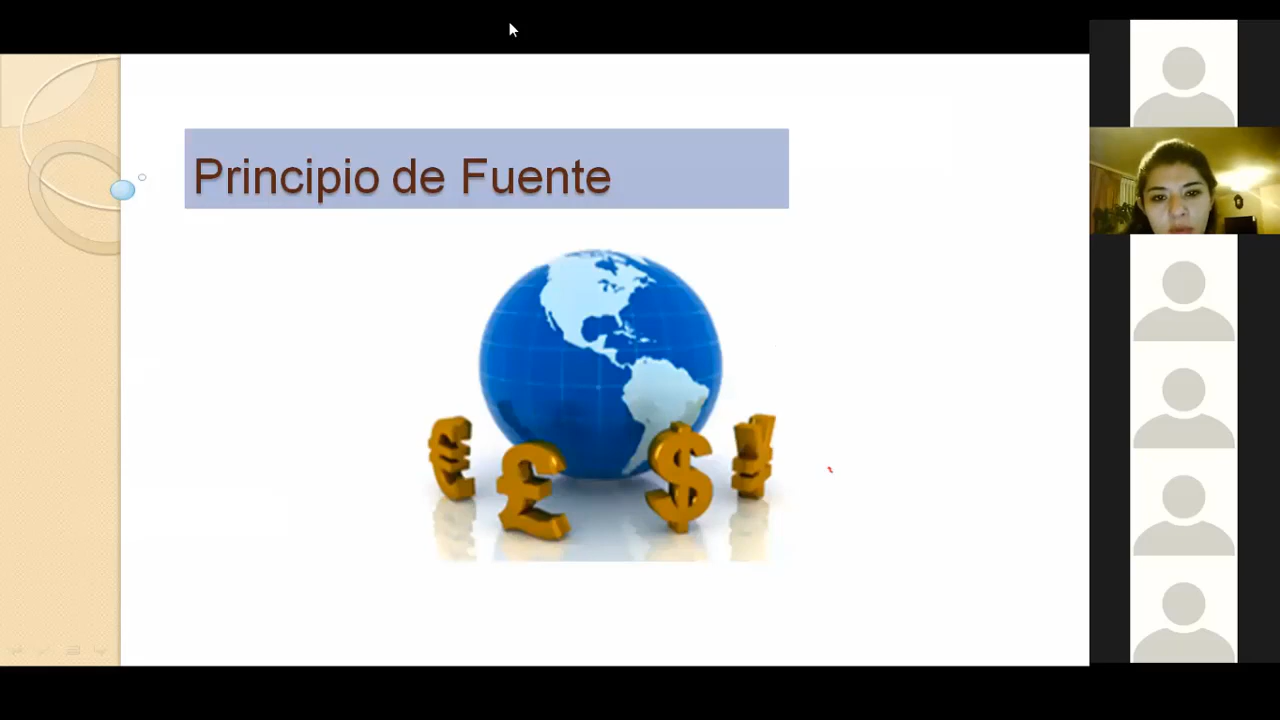 Principio de Fuente
€ £ $ ¥